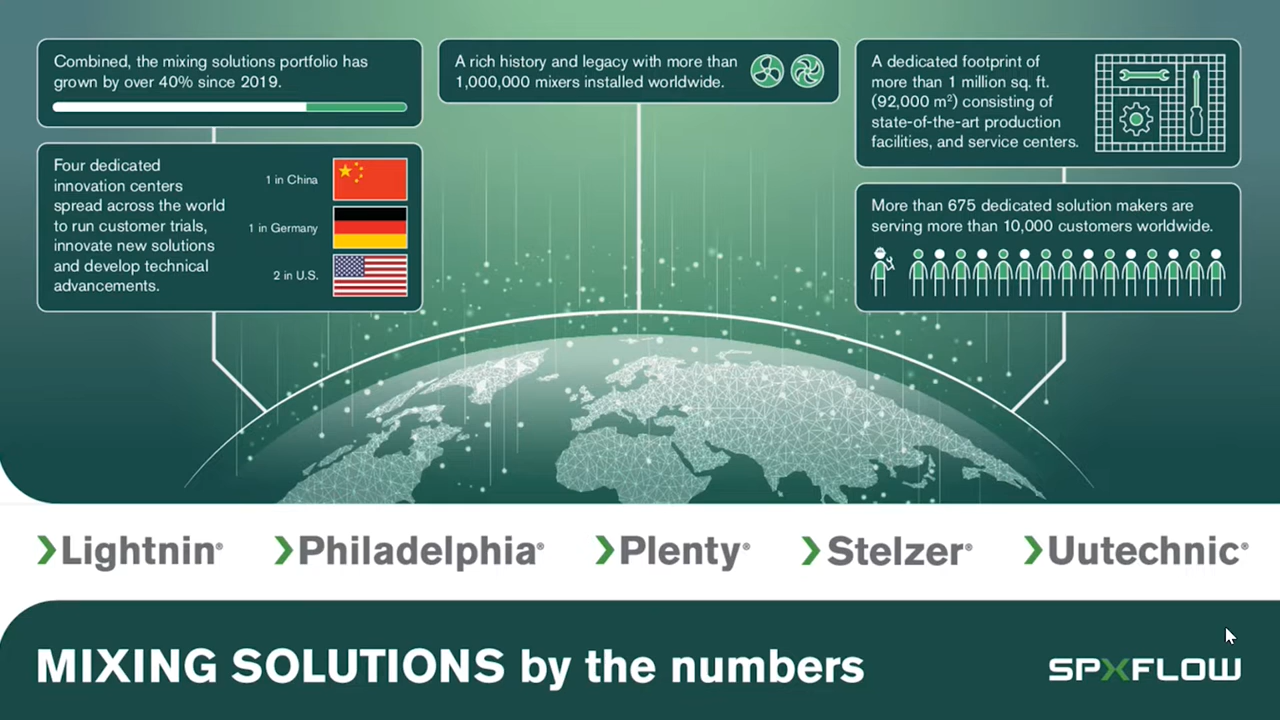 Combined, the mixing solutions portfolio has
grown by over 40% since 2019.
Four dedicated
innovation centers
spread across the world
to run customer trials,
innovate new solutions
and develop technical
advancements.
1 in China
1 in Germany
2 in U.S.
A rich history and legacy with more than
1,000,000 mixers installed worldwide.
A dedicated footprint of
more than 1 million sq. ft.
(92,000 m²) consisting of
state-of-the-art production
facilities, and service centers.
More than 675 dedicated solution makers are
serving more than 10,000 customers worldwide.
Lightnin®
Philadelphia®
Plenty®
Stelzer®
Uutechnic®
MIXING SOLUTIONS by the numbers
SPXFLOW